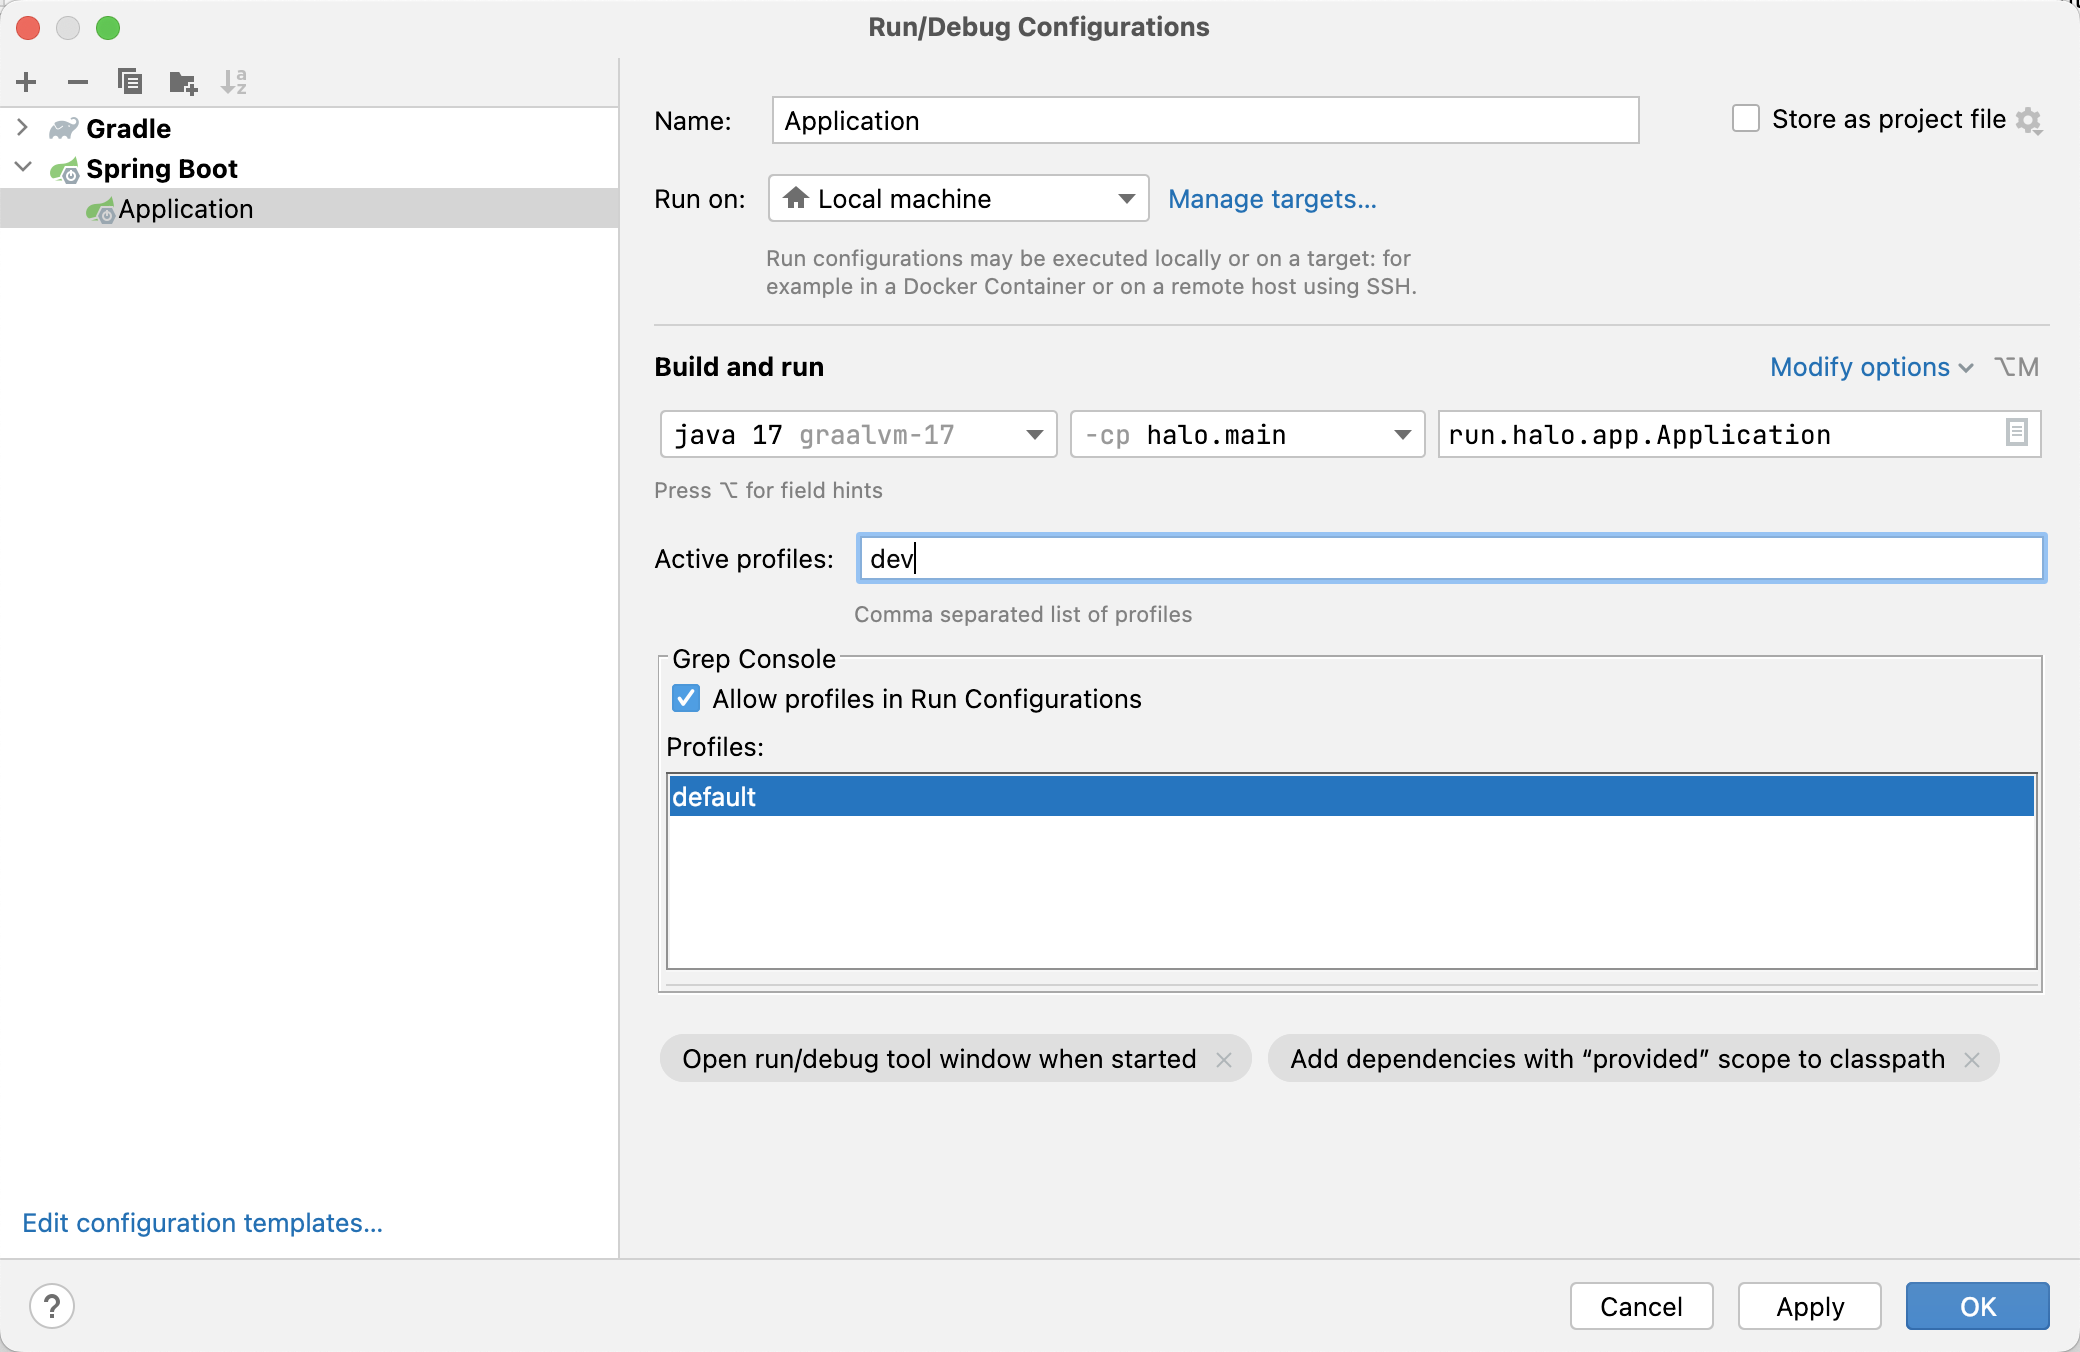 Run/Debug Configurations
Gradle
Spring Boot
Application
Edit configuration templates...
Name: Application
Store as project file
Run on: Local machine Manage targets...
Run configurations may be executed locally or on a target: for
example in a Docker Container or on a remote host using SSH.
Build and run Modify options ⌥M
java 17 graalvm-17 -cp halo.main run.halo.app.Application
Press ⌥ for field hints
Active profiles: dev
Comma separated list of profiles
Grep Console
Allow profiles in Run Configurations
Profiles:
default
Open run/debug tool window when started × Add dependencies with “provided” scope to classpath ×
? Cancel Apply OK